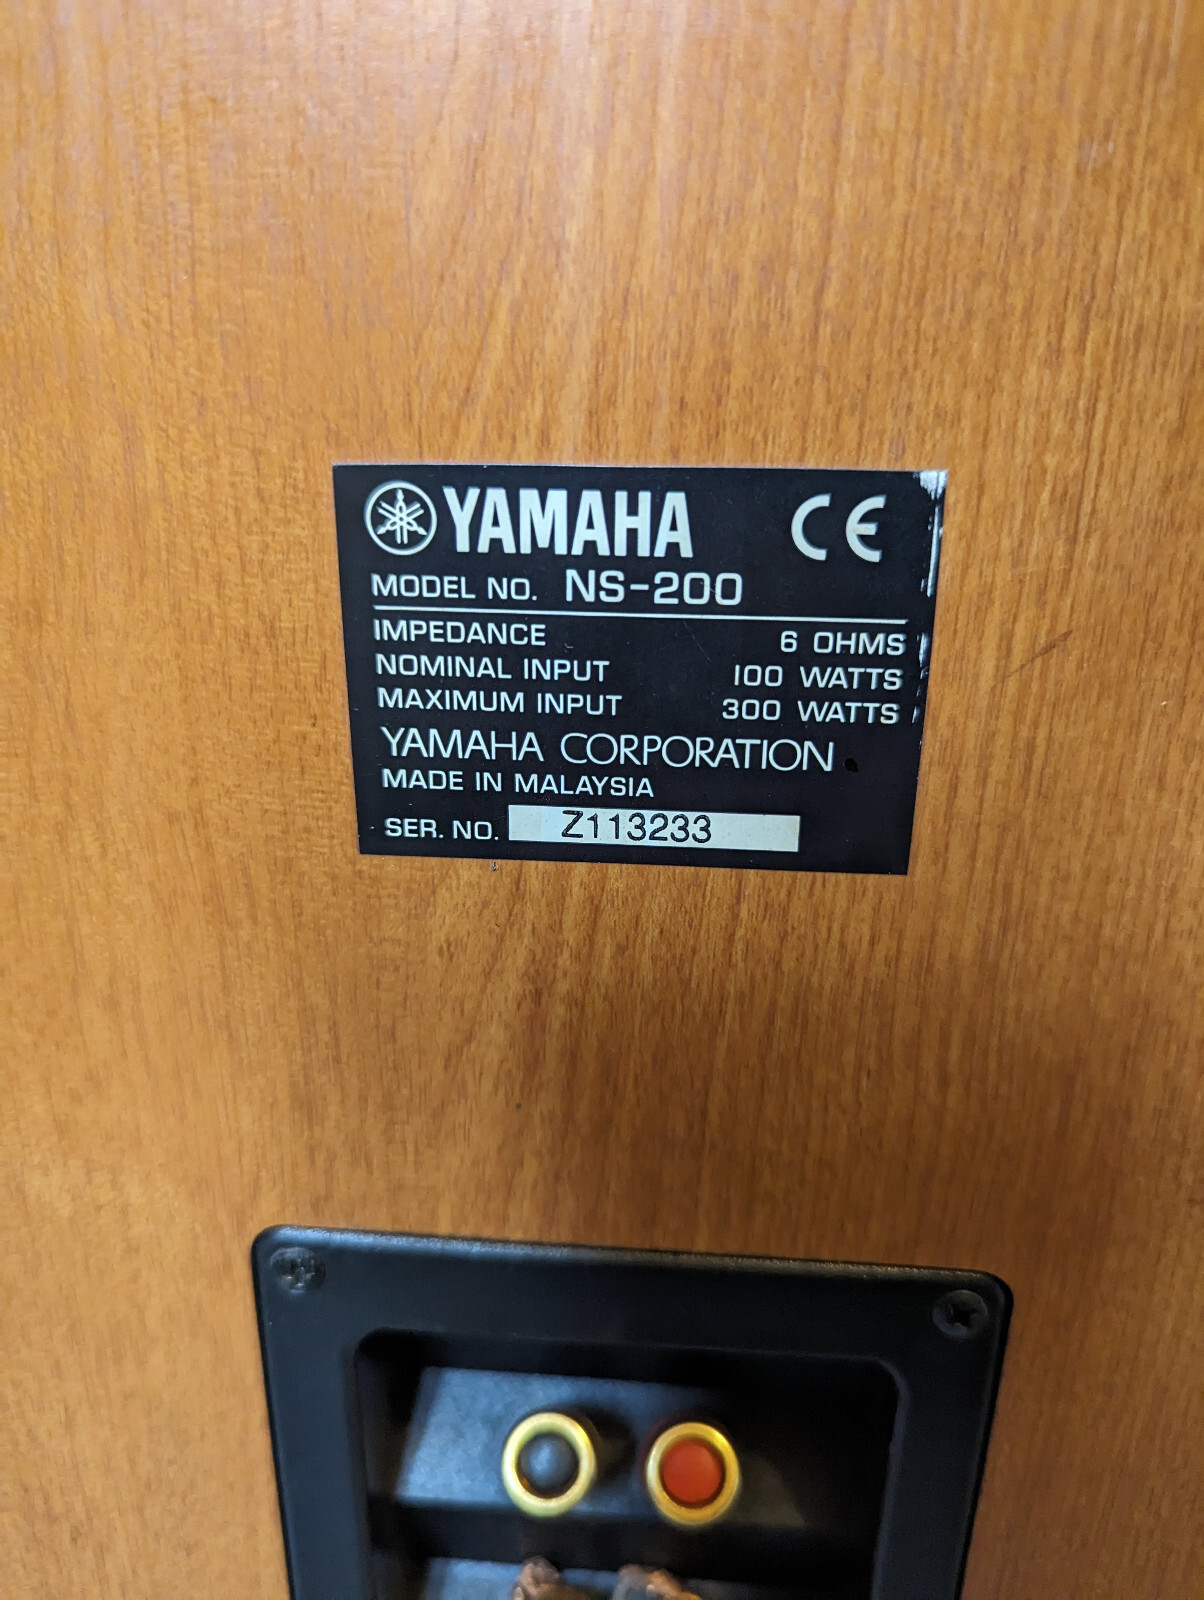 YAMAHA CE
MODEL NO. NS-200
IMPEDANCE 6 OHMS
NOMINAL INPUT 100 WATTS
MAXIMUM INPUT 300 WATTS
YAMAHA CORPORATION
MADE IN MALAYSIA
SER. NO. Z113233